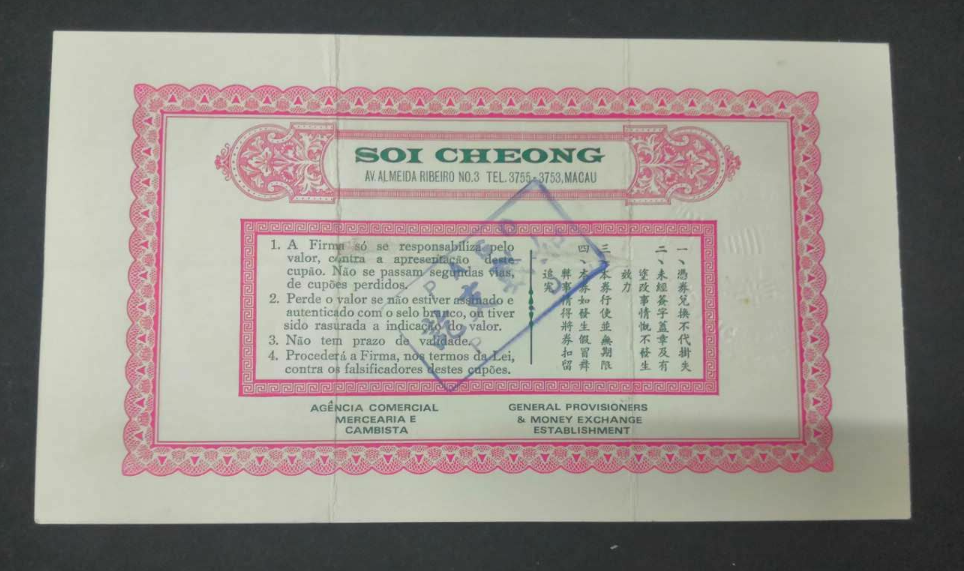 SOI CHEONG
AV. ALMEIDA RIBEIRO NO.3 TEL. 3755-3753, MACAU
1. A Firma só se responsabiliza pelo
valor, contra a apresentação deste
cupão. Não se passam segundas vias,
de cupões perdidos.
2. Perde o valor se não estiver assinado e
autenticado com o selo branco, ou tiver
sido rasurada a indicação do valor.
3. Não tem prazo de validade.
4. Procederá a Firma, nos termos da Lei,
contra os falsificadores destes cupões.
一、憑券兌換不代掛失
二、未經簽字蓋章及有
塗改事情慨不發生
效力
三、本券行使並無期限
四、本券如發生假冒舞
弊事情得將券扣留
追究
AGÊNCIA COMERCIAL
MERCEARIA E
CAMBISTA
GENERAL PROVISIONERS
& MONEY EXCHANGE
ESTABLISHMENT